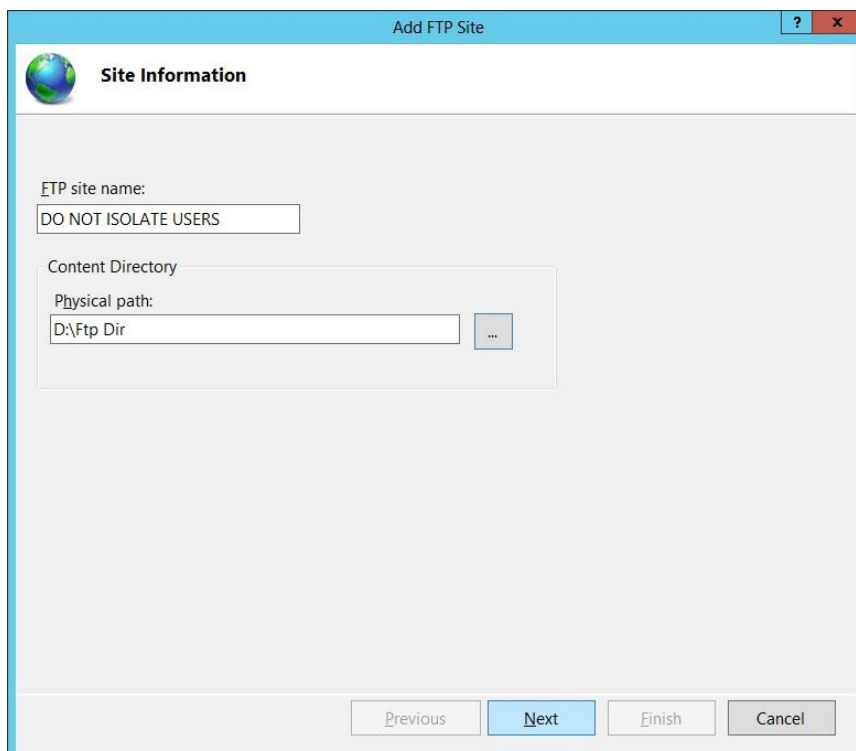 Add FTP Site
? x
Site Information
FTP site name:
DO NOT ISOLATE USERS
Content Directory
Physical path:
D:\Ftp Dir
...
Previous Next Finish Cancel